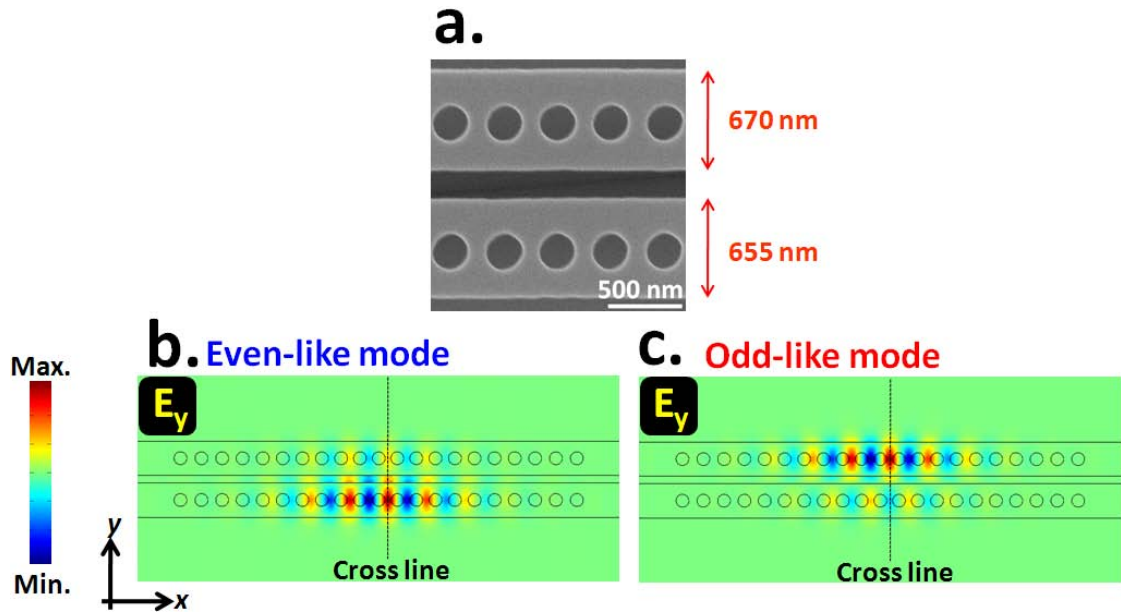 a.
670 nm
655 nm
500 nm
b. Even-like mode
c. Odd-like mode
Max.
Min.
Ey
Cross line
Ey
Cross line
y
x